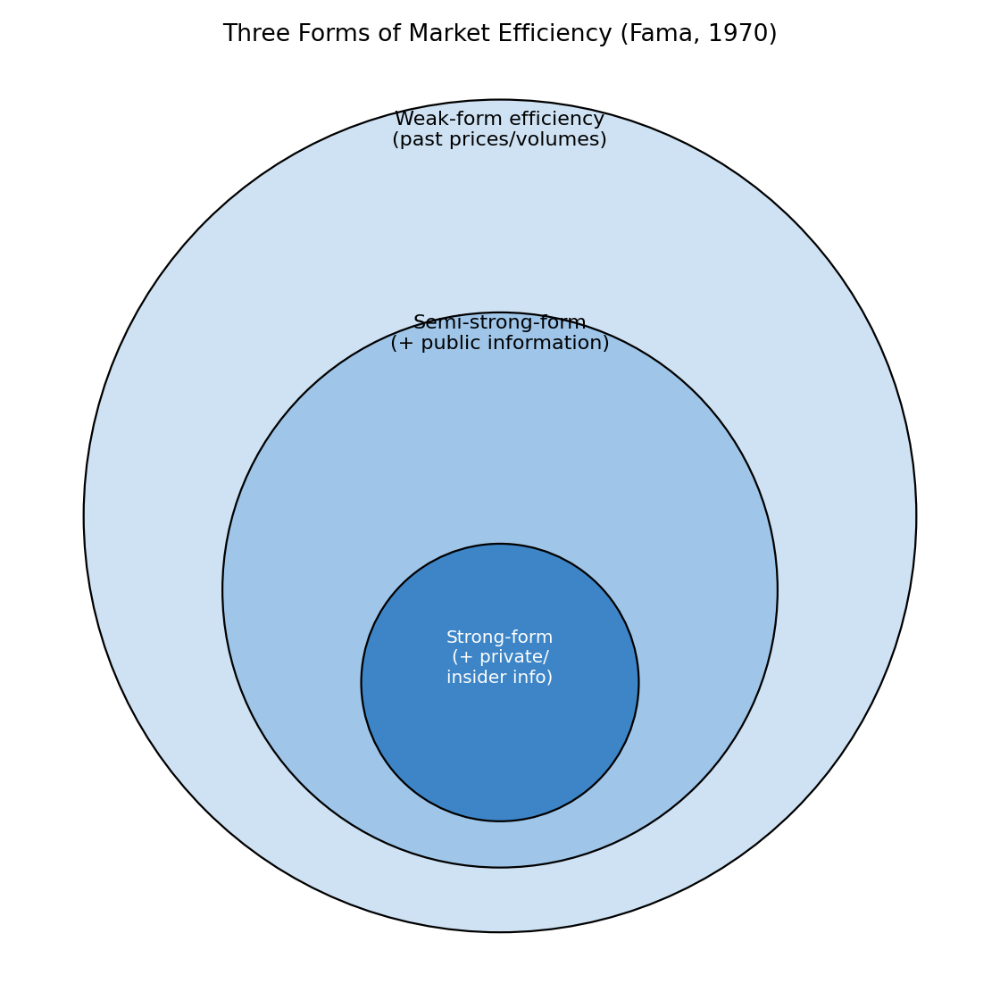 Three Forms of Market Efficiency (Fama, 1970)
Weak-form efficiency
(past prices/volumes)
Semi-strong-form
(+ public information)
Strong-form
(+ private/
insider info)